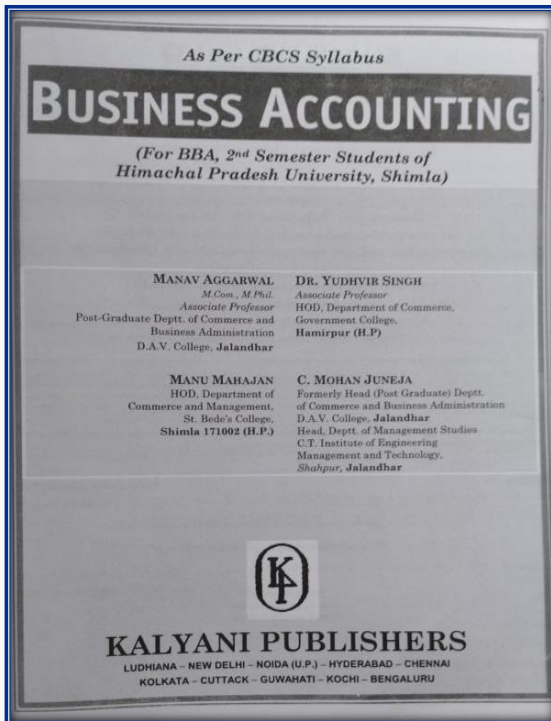 As Per CBCS Syllabus
BUSINESS ACCOUNTING
(For BBA, 2nd Semester Students of
Himachal Pradesh University, Shimla)
MANAV AGGARWAL
M.Com., M.Phil.
Associate Professor
Post-Graduate Deptt. of Commerce and
Business Administration
D.A.V. College, Jalandhar
DR. YUDHVIR SINGH
Associate Professor
HOD, Department of Commerce,
Government College,
Hamirpur (H.P)
MANU MAHAJAN
HOD, Department of
Commerce and Management,
St. Bede's College,
Shimla 171002 (H.P.)
C. MOHAN JUNEJA
Formerly Head (Post Graduate) Deptt.
of Commerce and Business Administration
D.A.V. College, Jalandhar
Head, Deptt. of Management Studies
C.T. Institute of Engineering
Management and Technology,
Shahpur, Jalandhar
KP
KALYANI PUBLISHERS
LUDHIANA – NEW DELHI – NOIDA (U.P.) – HYDERABAD – CHENNAI
KOLKATA – CUTTACK – GUWAHATI – KOCHI – BENGALURU